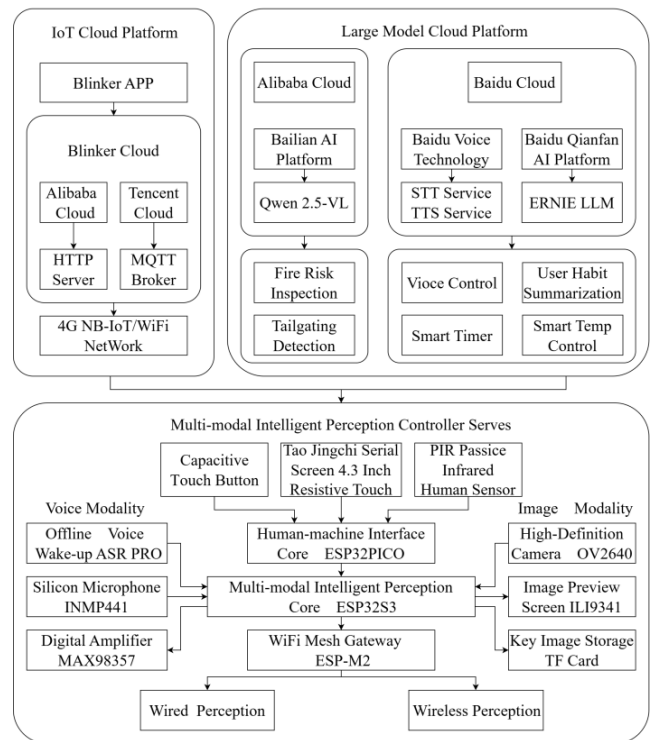 IoT Cloud Platform
Blinker APP
Blinker Cloud
Alibaba
Cloud
Tencent
Cloud
HTTP
Server
MQTT
Broker
4G NB-IoT/WiFi
NetWork
Large Model Cloud Platform
Alibaba Cloud
Bailian AI
Platform
Qwen 2.5-VL
Baidu Cloud
Baidu Voice
Technology
Baidu Qianfan
AI Platform
STT Service
TTS Service
ERNIE LLM
Fire Risk
Inspection
Tailgating
Detection
Vioce Control
User Habit
Summarization
Smart Timer
Smart Temp
Control
Multi-modal Intelligent Perception Controller Serves
Capacitive
Touch Button
Tao Jingchi Serial
Screen 4.3 Inch
Resistive Touch
PIR Passice
Infrared
Human Sensor
Voice Modality
Image Modality
Offline Voice
Wake-up ASR PRO
Human-machine Interface
Core ESP32PICO
High-Definition
Camera OV2640
Silicon Microphone
INMP441
Multi-modal Intelligent Perception
Core ESP32S3
Image Preview
Screen ILI9341
Digital Amplifier
MAX98357
WiFi Mesh Gateway
ESP-M2
Key Image Storage
TF Card
Wired Perception
Wireless Perception